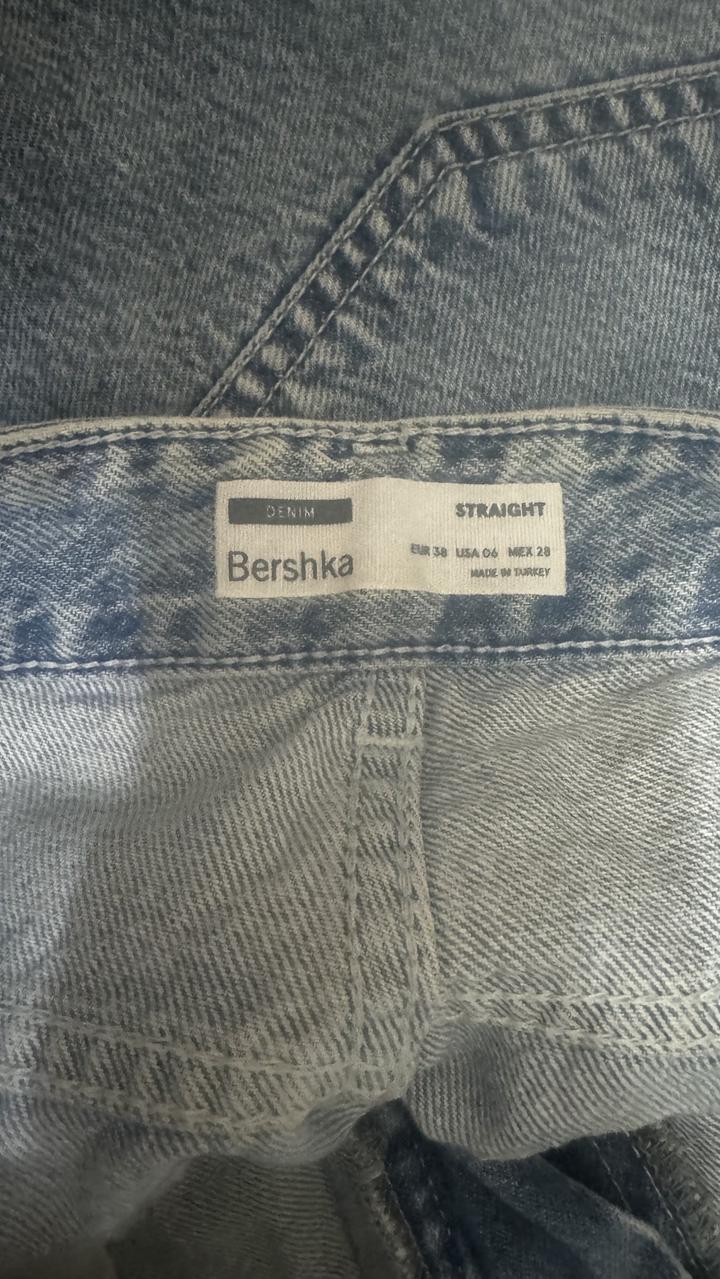 DENIM
Bershka
STRAIGHT
EUR 38 USA 06 MEX 28
MADE IN TURKEY